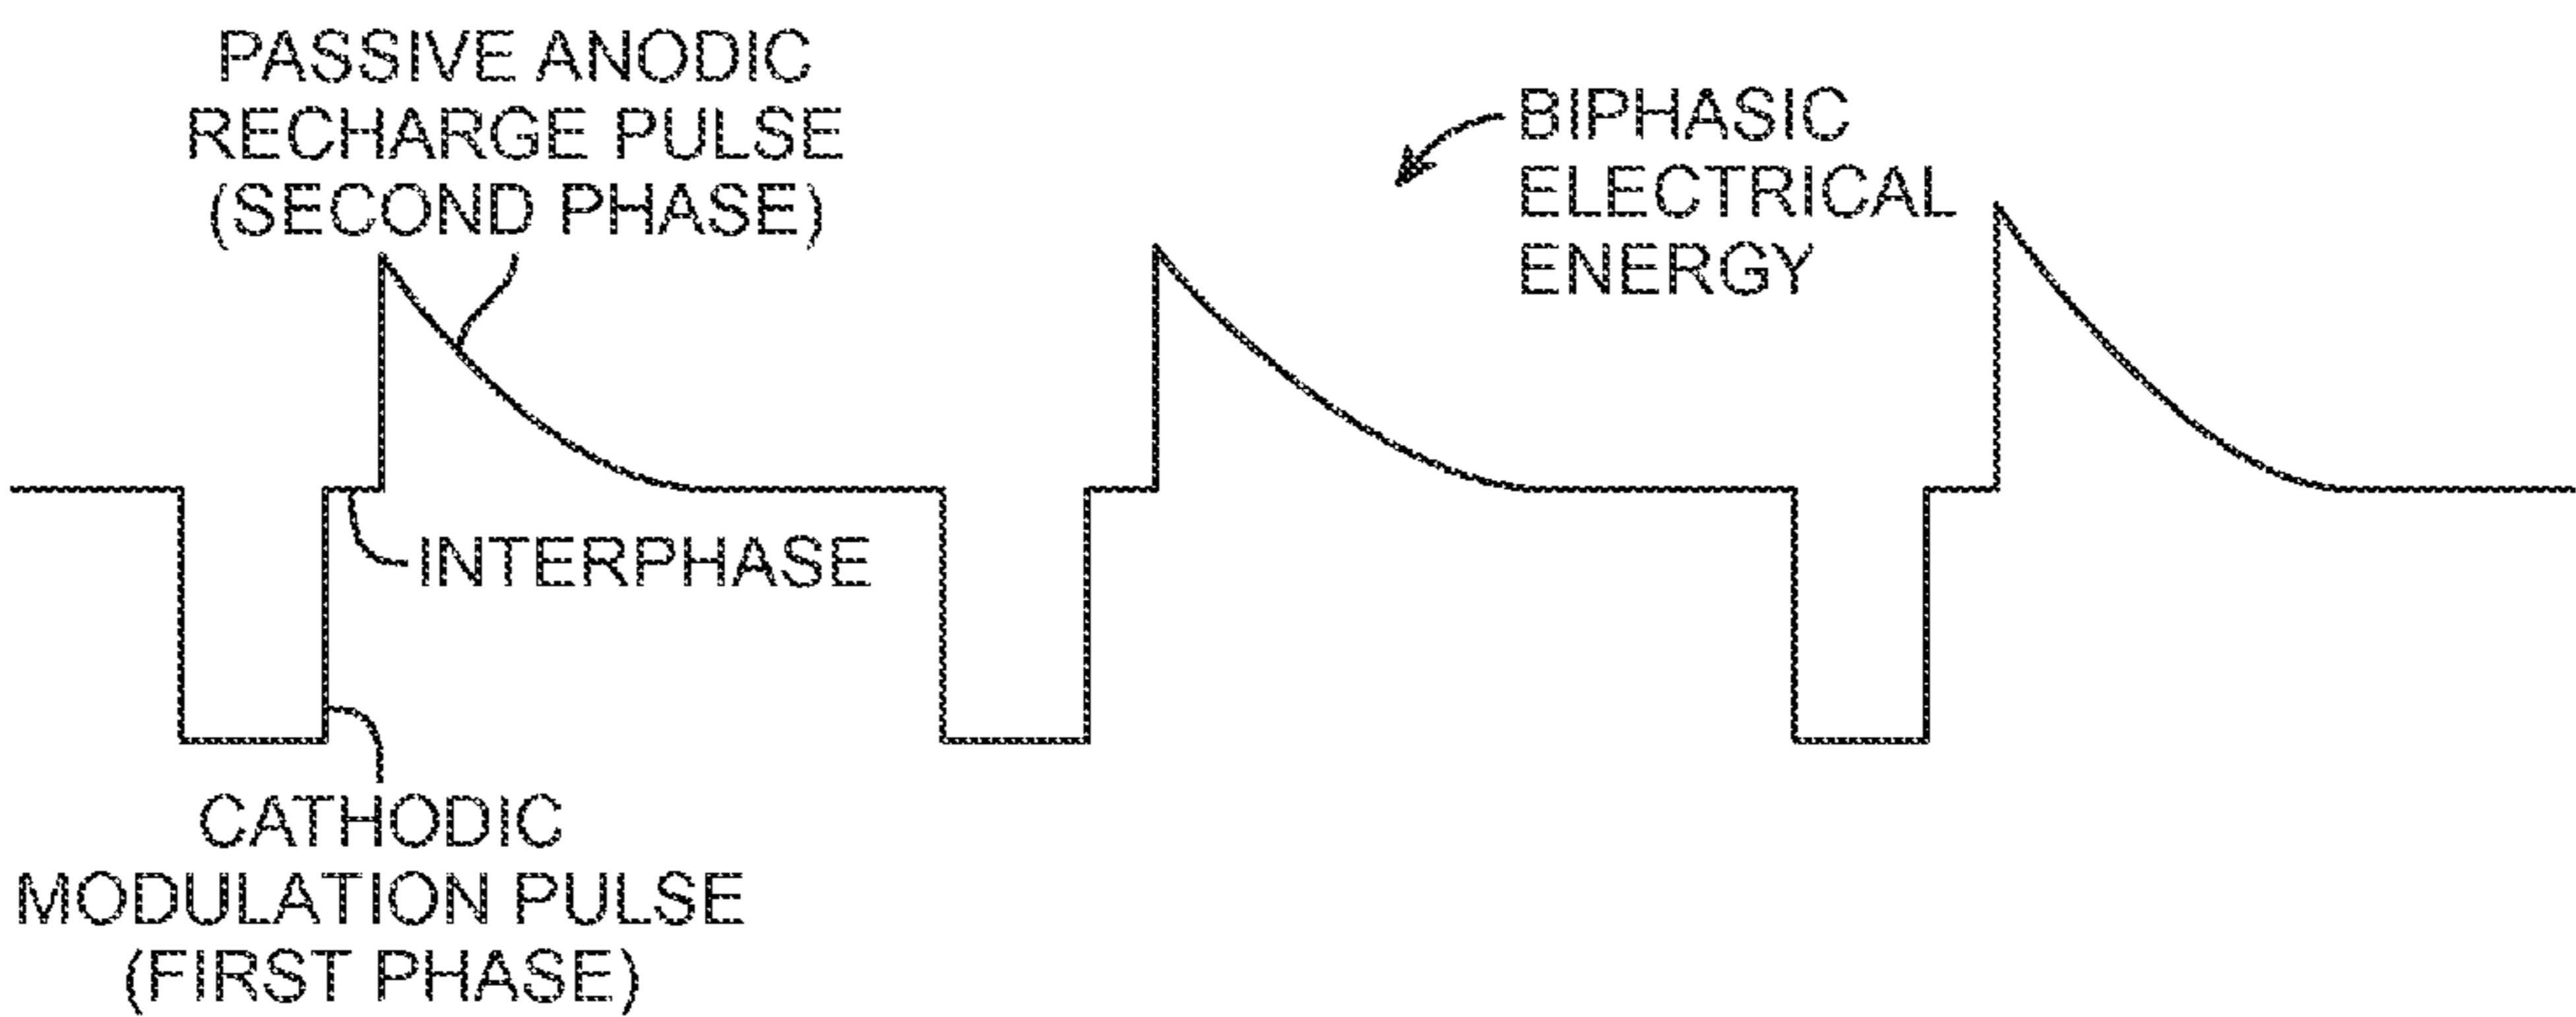 PASSIVE ANODIC
RECHARGE PULSE
(SECOND PHASE)
BIPHASIC
ELECTRICAL
ENERGY
INTERPHASE
CATHODIC
MODULATION PULSE
(FIRST PHASE)